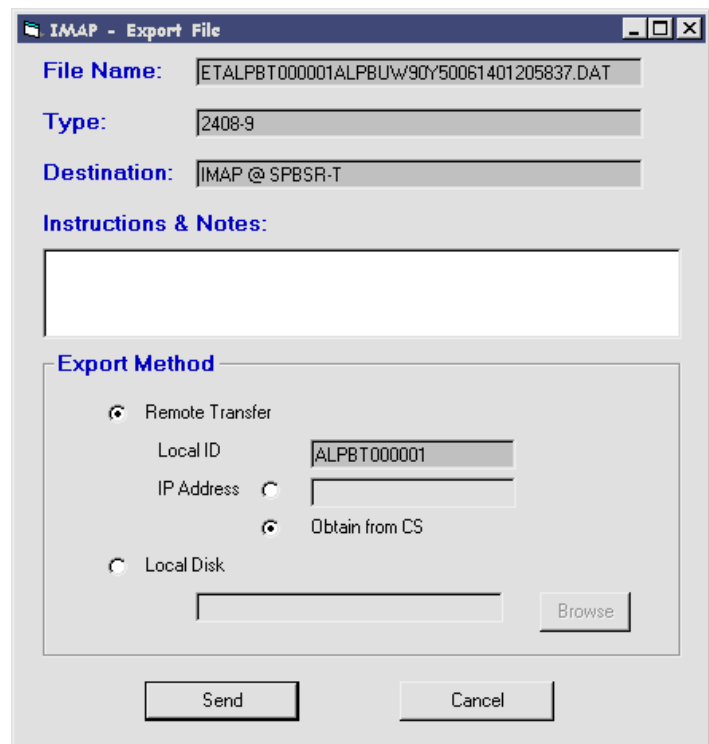 IMAP - Export File
File Name: ETALPBT000001ALPBUW90Y50061401205837.DAT
Type: 2408-9
Destination: IMAP @ SPBSR-T
Instructions & Notes:
Export Method
Remote Transfer
Local ID ALPBT000001
IP Address
Obtain from CS
Local Disk
Browse
Send Cancel